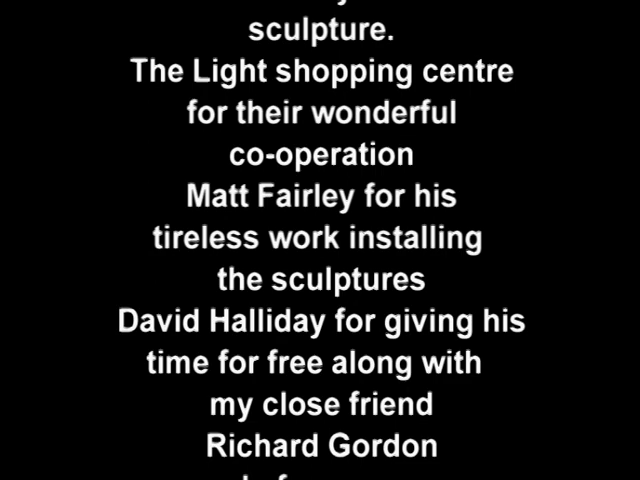 sculpture.
The Light shopping centre
for their wonderful
co-operation
Matt Fairley for his
tireless work installing
the sculptures
David Halliday for giving his
time for free along with
my close friend
Richard Gordon